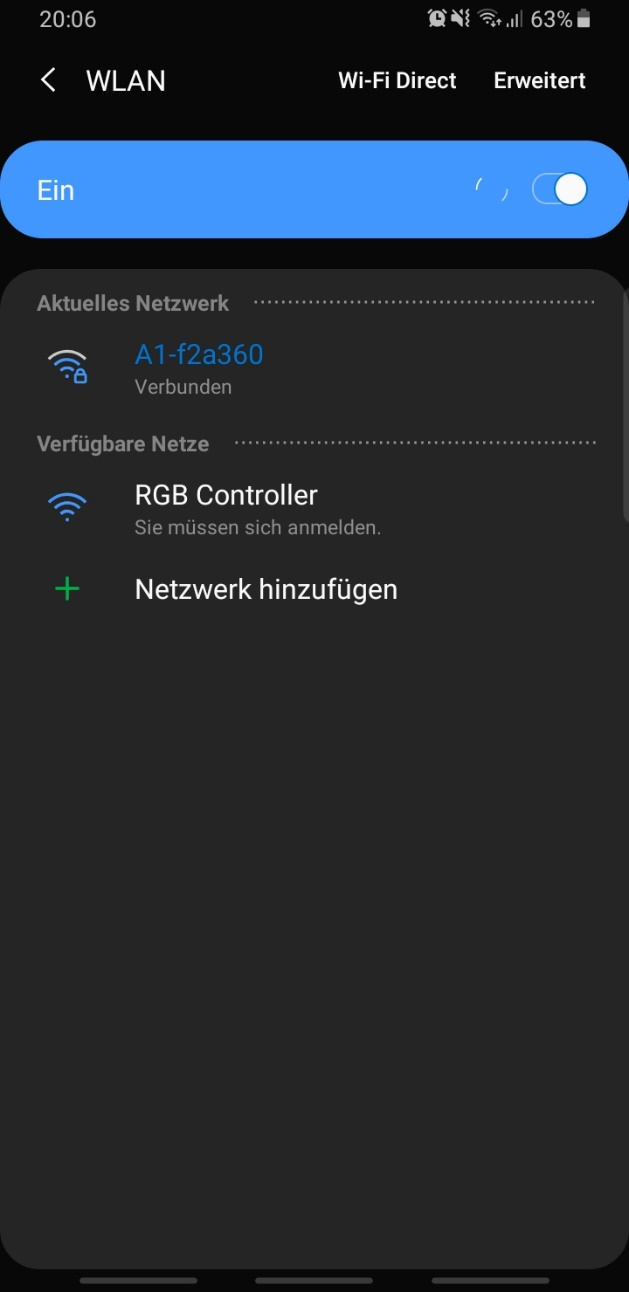 20:06 63%
WLAN Wi-Fi Direct Erweitert
Ein
Aktuelles Netzwerk
A1-f2a360
Verbunden
Verfügbare Netze
RGB Controller
Sie müssen sich anmelden.
Netzwerk hinzufügen